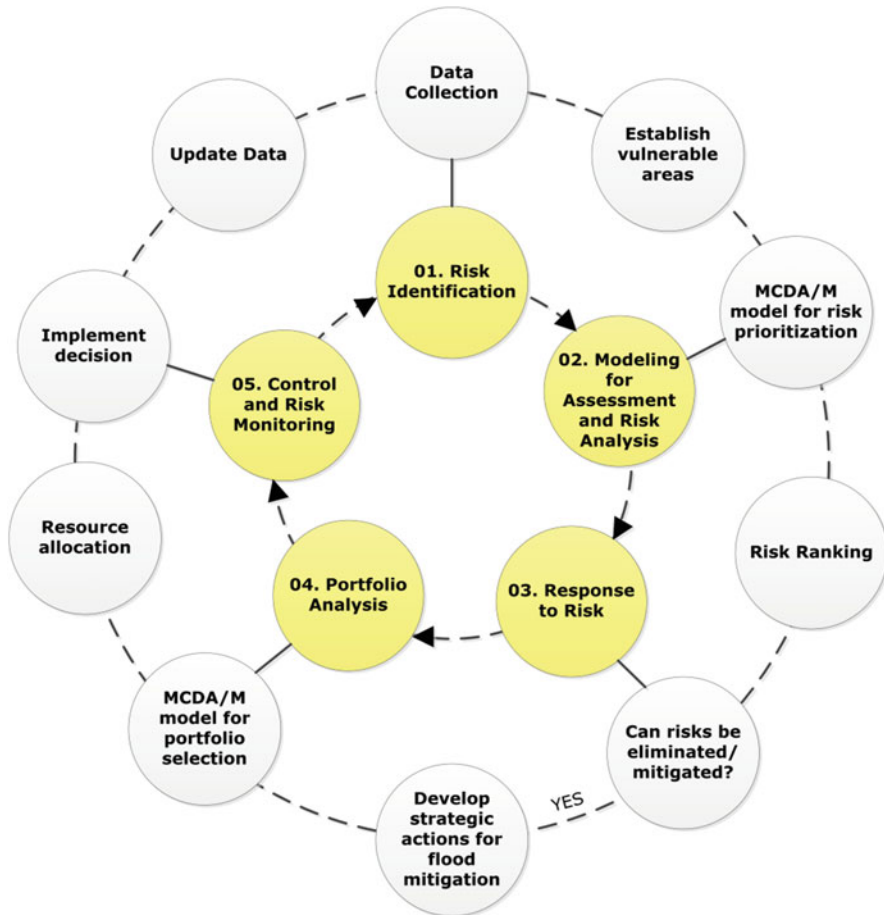 Data
Collection
Establish
vulnerable
areas
Update Data
01. Risk
Identification
MCDA/M
model for risk
prioritization
Implement
decision
02. Modeling
for
Assessment
and Risk
Analysis
05. Control
and Risk
Monitoring
Resource
allocation
Risk Ranking
04. Portfolio
Analysis
03. Response
to Risk
MCDA/M
model for
portfolio
selection
Can risks be
eliminated/
mitigated?
YES
Develop
strategic
actions for
flood
mitigation